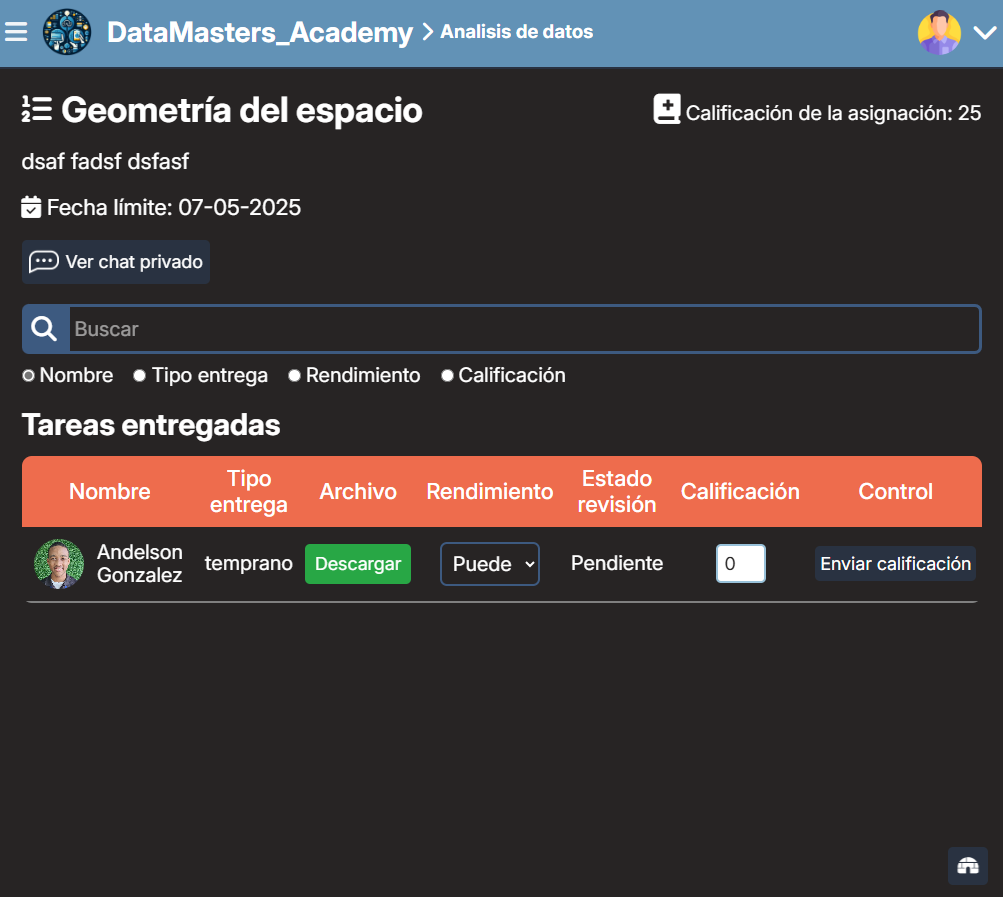 DataMasters_Academy > Analisis de datos
Geometría del espacio
Calificación de la asignación: 25
dsaf fadsf dsfasf
Fecha límite: 07-05-2025
Ver chat privado
Buscar
Nombre Tipo entrega Rendimiento Calificación
Tareas entregadas
Nombre Tipo entrega Archivo Rendimiento Estado revisión Calificación Control
Andelson Gonzalez temprano Descargar Puede Pendiente 0 Enviar calificación